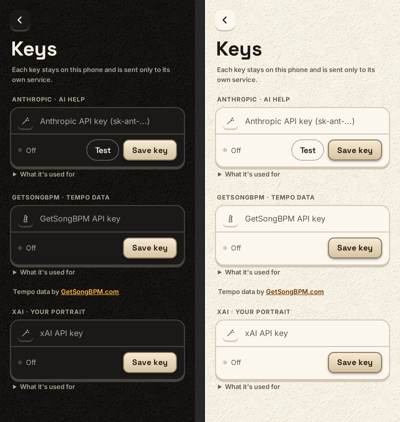 Keys
Each key stays on this phone and is sent only to its
own service.
ANTHROPIC · AI HELP
Anthropic API key (sk-ant-...)
Off
Test
Save key
▶ What it's used for
GETSONGBPM · TEMPO DATA
GetSongBPM API key
Off
Save key
▶ What it's used for
Tempo data by GetSongBPM.com
XAI · YOUR PORTRAIT
xAI API key
Off
Save key
▶ What it's used for
Keys
Each key stays on this phone and is sent only to its
own service.
ANTHROPIC · AI HELP
Anthropic API key (sk-ant-...)
Off
Test
Save key
▶ What it's used for
GETSONGBPM · TEMPO DATA
GetSongBPM API key
Off
Save key
▶ What it's used for
Tempo data by GetSongBPM.com
XAI · YOUR PORTRAIT
xAI API key
Off
Save key
▶ What it's used for